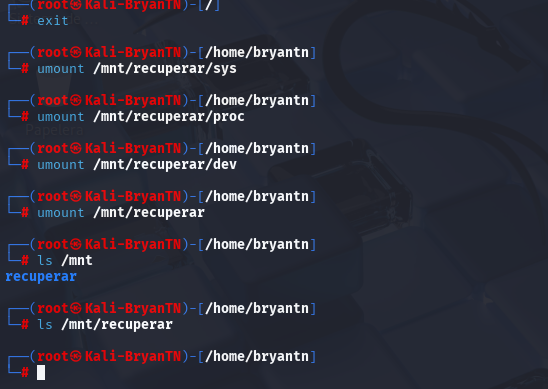 ┌──(root㉿Kali-BryanTN)-[/]
└─# exit
┌──(root㉿Kali-BryanTN)-[/home/bryantn]
└─# umount /mnt/recuperar/sys
┌──(root㉿Kali-BryanTN)-[/home/bryantn]
└─# umount /mnt/recuperar/proc
Papelera
┌──(root㉿Kali-BryanTN)-[/home/bryantn]
└─# umount /mnt/recuperar/dev
┌──(root㉿Kali-BryanTN)-[/home/bryantn]
└─# umount /mnt/recuperar
┌──(root㉿Kali-BryanTN)-[/home/bryantn]
└─# ls /mnt
recuperar
┌──(root㉿Kali-BryanTN)-[/home/bryantn]
└─# ls /mnt/recuperar
┌──(root㉿Kali-BryanTN)-[/home/bryantn]
└─#